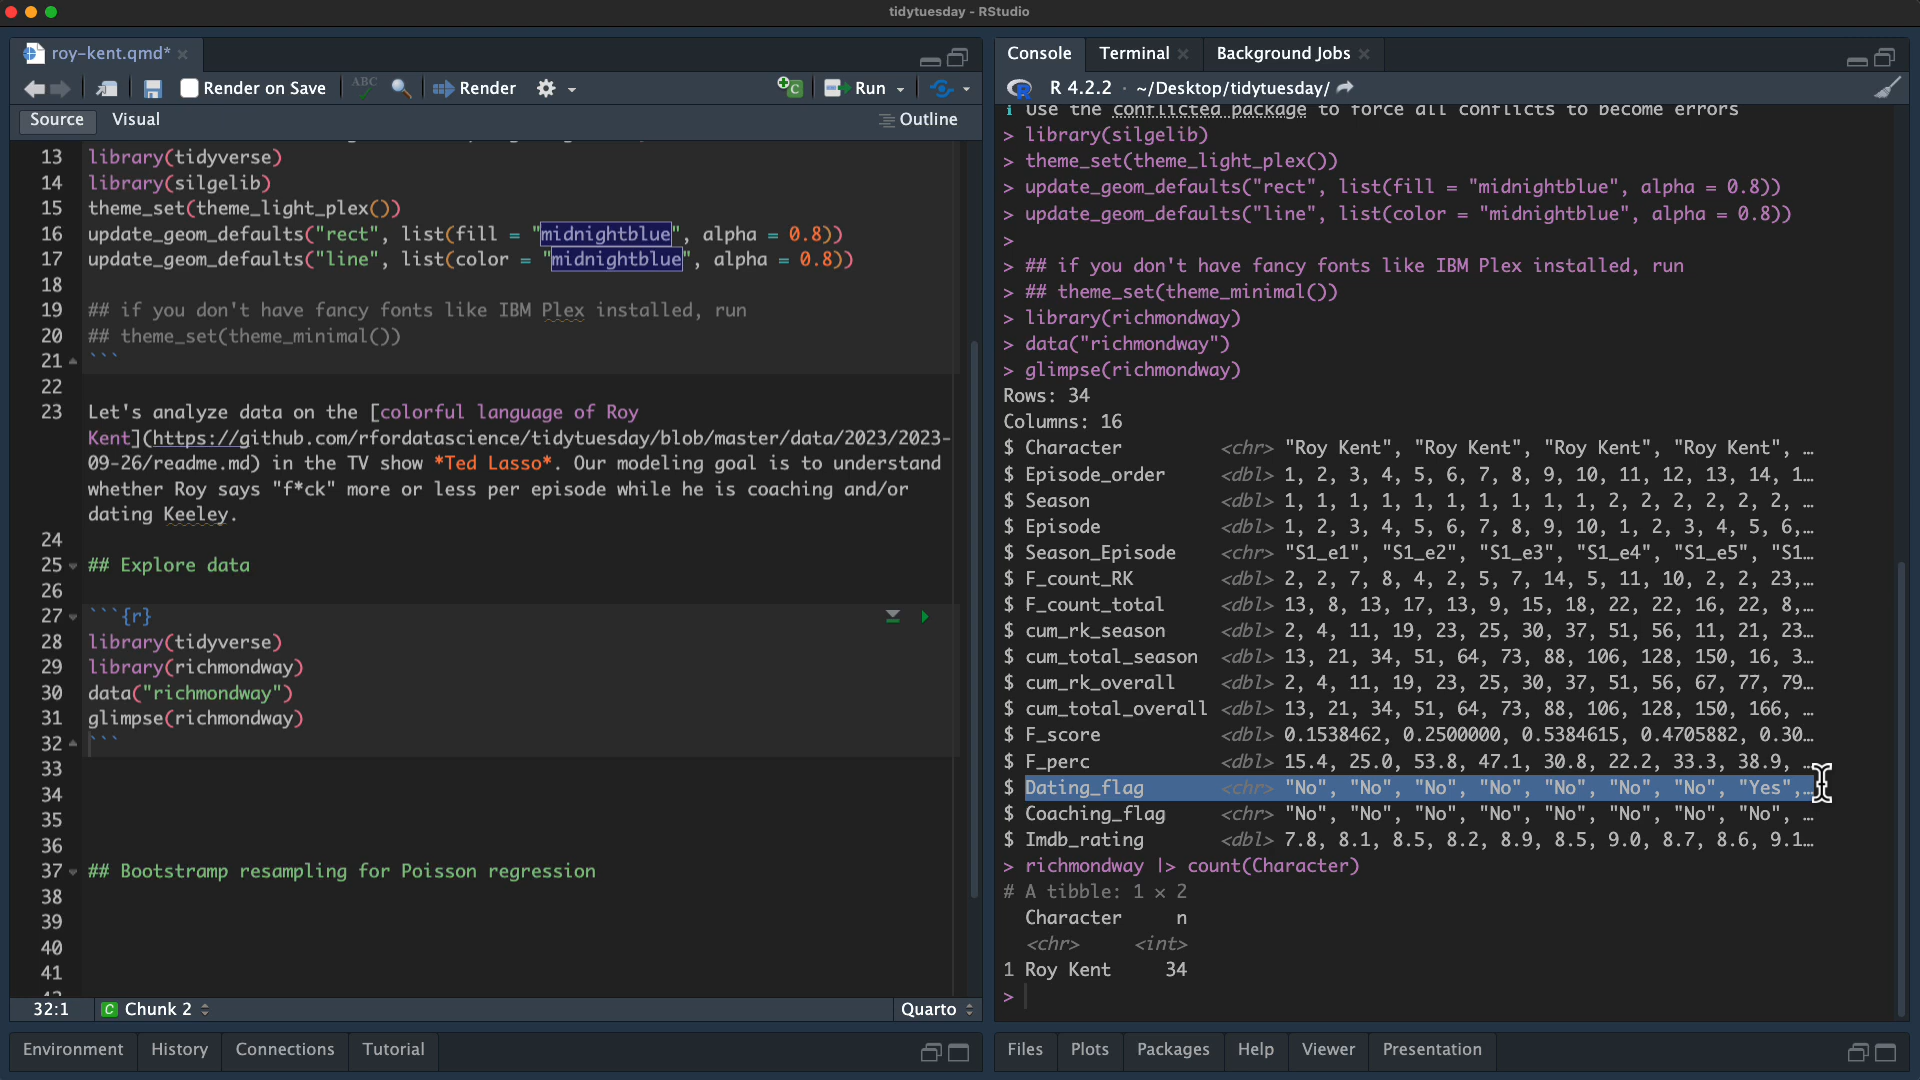 tidytuesday - RStudio
roy-kent.qmd*
Render on Save
ABC
Render
Run
Source
Visual
Outline
13 library(tidyverse)
14 library(silgelib)
15 theme_set(theme_light_plex())
16 update_geom_defaults("rect", list(fill = "midnightblue", alpha = 0.8))
17 update_geom_defaults("line", list(color = "midnightblue", alpha = 0.8))
18
19 ## if you don't have fancy fonts like IBM Plex installed, run
20 ## theme_set(theme_minimal())
21 ```
22
23 Let's analyze data on the [colorful language of Roy
Kent](https://github.com/rfordatascience/tidytuesday/blob/master/data/2023/2023-
09-26/readme.md) in the TV show *Ted Lasso*. Our modeling goal is to understand
whether Roy says "f*ck" more or less per episode while he is coaching and/or
dating Keeley.
24
25 ## Explore data
26
27 ```{r}
28 library(tidyverse)
29 library(richmondway)
30 data("richmondway")
31 glimpse(richmondway)
32 ```
33
34
35
36
37 ## Bootstramp resampling for Poisson regression
38
39
40
41
32:1
C Chunk 2
Quarto
Environment
History
Connections
Tutorial
Console
Terminal
Background Jobs
R R 4.2.2 · ~/Desktop/tidytuesday/
ℹ Use the conflicted package to force all conflicts to become errors
> library(silgelib)
> theme_set(theme_light_plex())
> update_geom_defaults("rect", list(fill = "midnightblue", alpha = 0.8))
> update_geom_defaults("line", list(color = "midnightblue", alpha = 0.8))
>
> ## if you don't have fancy fonts like IBM Plex installed, run
> ## theme_set(theme_minimal())
> library(richmondway)
> data("richmondway")
> glimpse(richmondway)
Rows: 34
Columns: 16
$ Character <chr> "Roy Kent", "Roy Kent", "Roy Kent", "Roy Kent", …
$ Episode_order <dbl> 1, 2, 3, 4, 5, 6, 7, 8, 9, 10, 11, 12, 13, 14, 1…
$ Season <dbl> 1, 1, 1, 1, 1, 1, 1, 1, 1, 1, 2, 2, 2, 2, 2, 2, …
$ Episode <dbl> 1, 2, 3, 4, 5, 6, 7, 8, 9, 10, 1, 2, 3, 4, 5, 6,…
$ Season_Episode <chr> "S1_e1", "S1_e2", "S1_e3", "S1_e4", "S1_e5", "S1…
$ F_count_RK <dbl> 2, 2, 7, 8, 4, 2, 5, 7, 14, 5, 11, 10, 2, 2, 23,…
$ F_count_total <dbl> 13, 8, 13, 17, 13, 9, 15, 18, 22, 22, 16, 22, 8,…
$ cum_rk_season <dbl> 2, 4, 11, 19, 23, 25, 30, 37, 51, 56, 11, 21, 23…
$ cum_total_season <dbl> 13, 21, 34, 51, 64, 73, 88, 106, 128, 150, 16, 3…
$ cum_rk_overall <dbl> 2, 4, 11, 19, 23, 25, 30, 37, 51, 56, 67, 77, 79…
$ cum_total_overall <dbl> 13, 21, 34, 51, 64, 73, 88, 106, 128, 150, 166, …
$ F_score <dbl> 0.1538462, 0.2500000, 0.5384615, 0.4705882, 0.30…
$ F_perc <dbl> 15.4, 25.0, 53.8, 47.1, 30.8, 22.2, 33.3, 38.9, …
$ Dating_flag <chr> "No", "No", "No", "No", "No", "No", "No", "Yes",…
$ Coaching_flag <chr> "No", "No", "No", "No", "No", "No", "No", "No", …
$ Imdb_rating <dbl> 7.8, 8.1, 8.5, 8.2, 8.9, 8.5, 9.0, 8.7, 8.6, 9.1…
> richmondway |> count(Character)
# A tibble: 1 × 2
Character n
<chr> <int>
1 Roy Kent 34
>
Files
Plots
Packages
Help
Viewer
Presentation